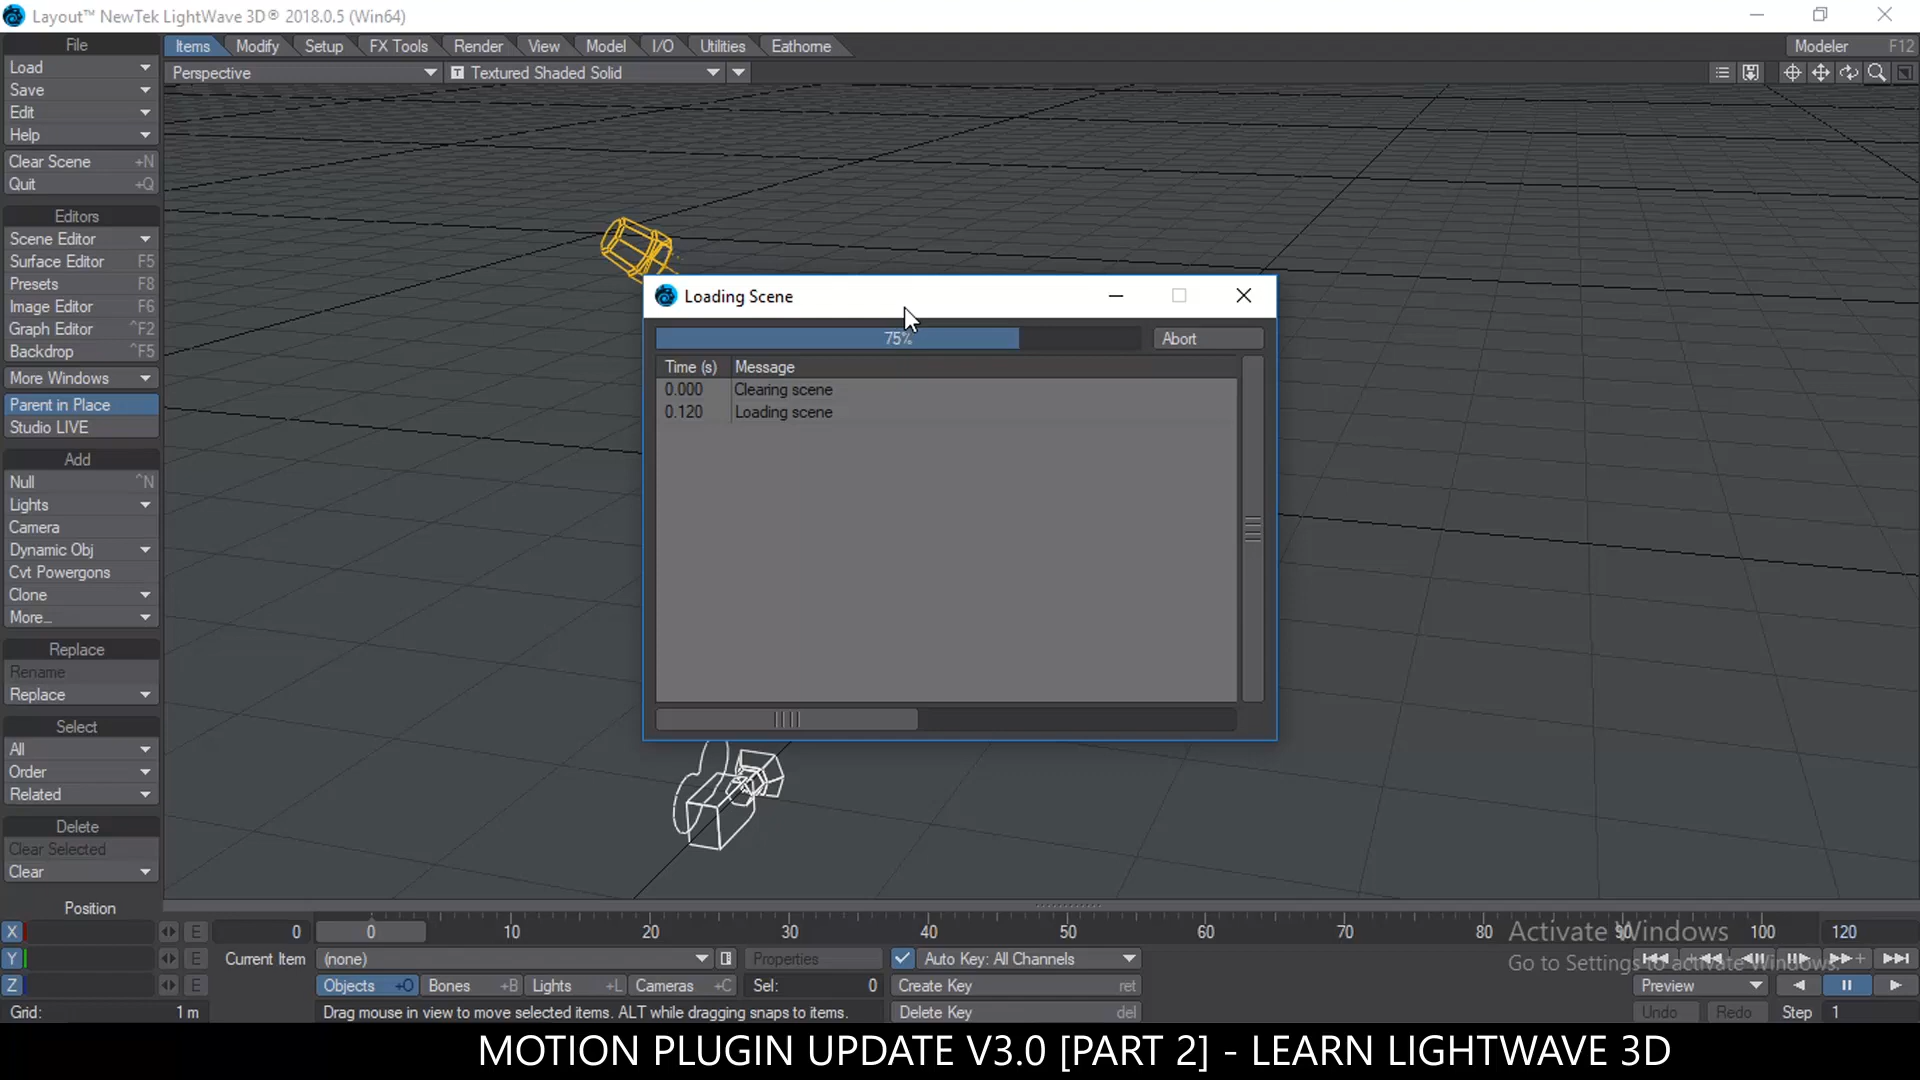 Layout™ NewTek LightWave 3D® 2018.0.5 (Win64)
File
Items
Modify
Setup
FX Tools
Render
View
Model
I/O
Utilities
Eathorne
Modeler F12
Load
Perspective
T Textured Shaded Solid
Save
Edit
Help
Clear Scene +N
Quit +Q
Editors
Scene Editor
Surface Editor F5
Presets F8
Image Editor F6
Graph Editor ^F2
Backdrop ^F5
More Windows
Parent in Place
Studio LIVE
Add
Null ^N
Lights
Camera
Dynamic Obj
Cvt Powergons
Clone
More...
Replace
Rename
Replace
Select
All
Order
Related
Delete
Clear Selected
Clear
Loading Scene
75%
Abort
Time (s) Message
0.000 Clearing scene
0.120 Loading scene
Position
X E 0 0 10 20 30 40 50 60 70 80 90 100 120
Activate Windows
Go to Settings to activate Windows.
Y E Current Item (none) Properties Auto Key: All Channels
Z E Objects +O Bones +B Lights +L Cameras +C Sel: 0 Create Key ret Preview
Grid: 1 m Drag mouse in view to move selected items. ALT while dragging snaps to items. Delete Key del Undo Redo Step 1
MOTION PLUGIN UPDATE V3.0 [PART 2] - LEARN LIGHTWAVE 3D